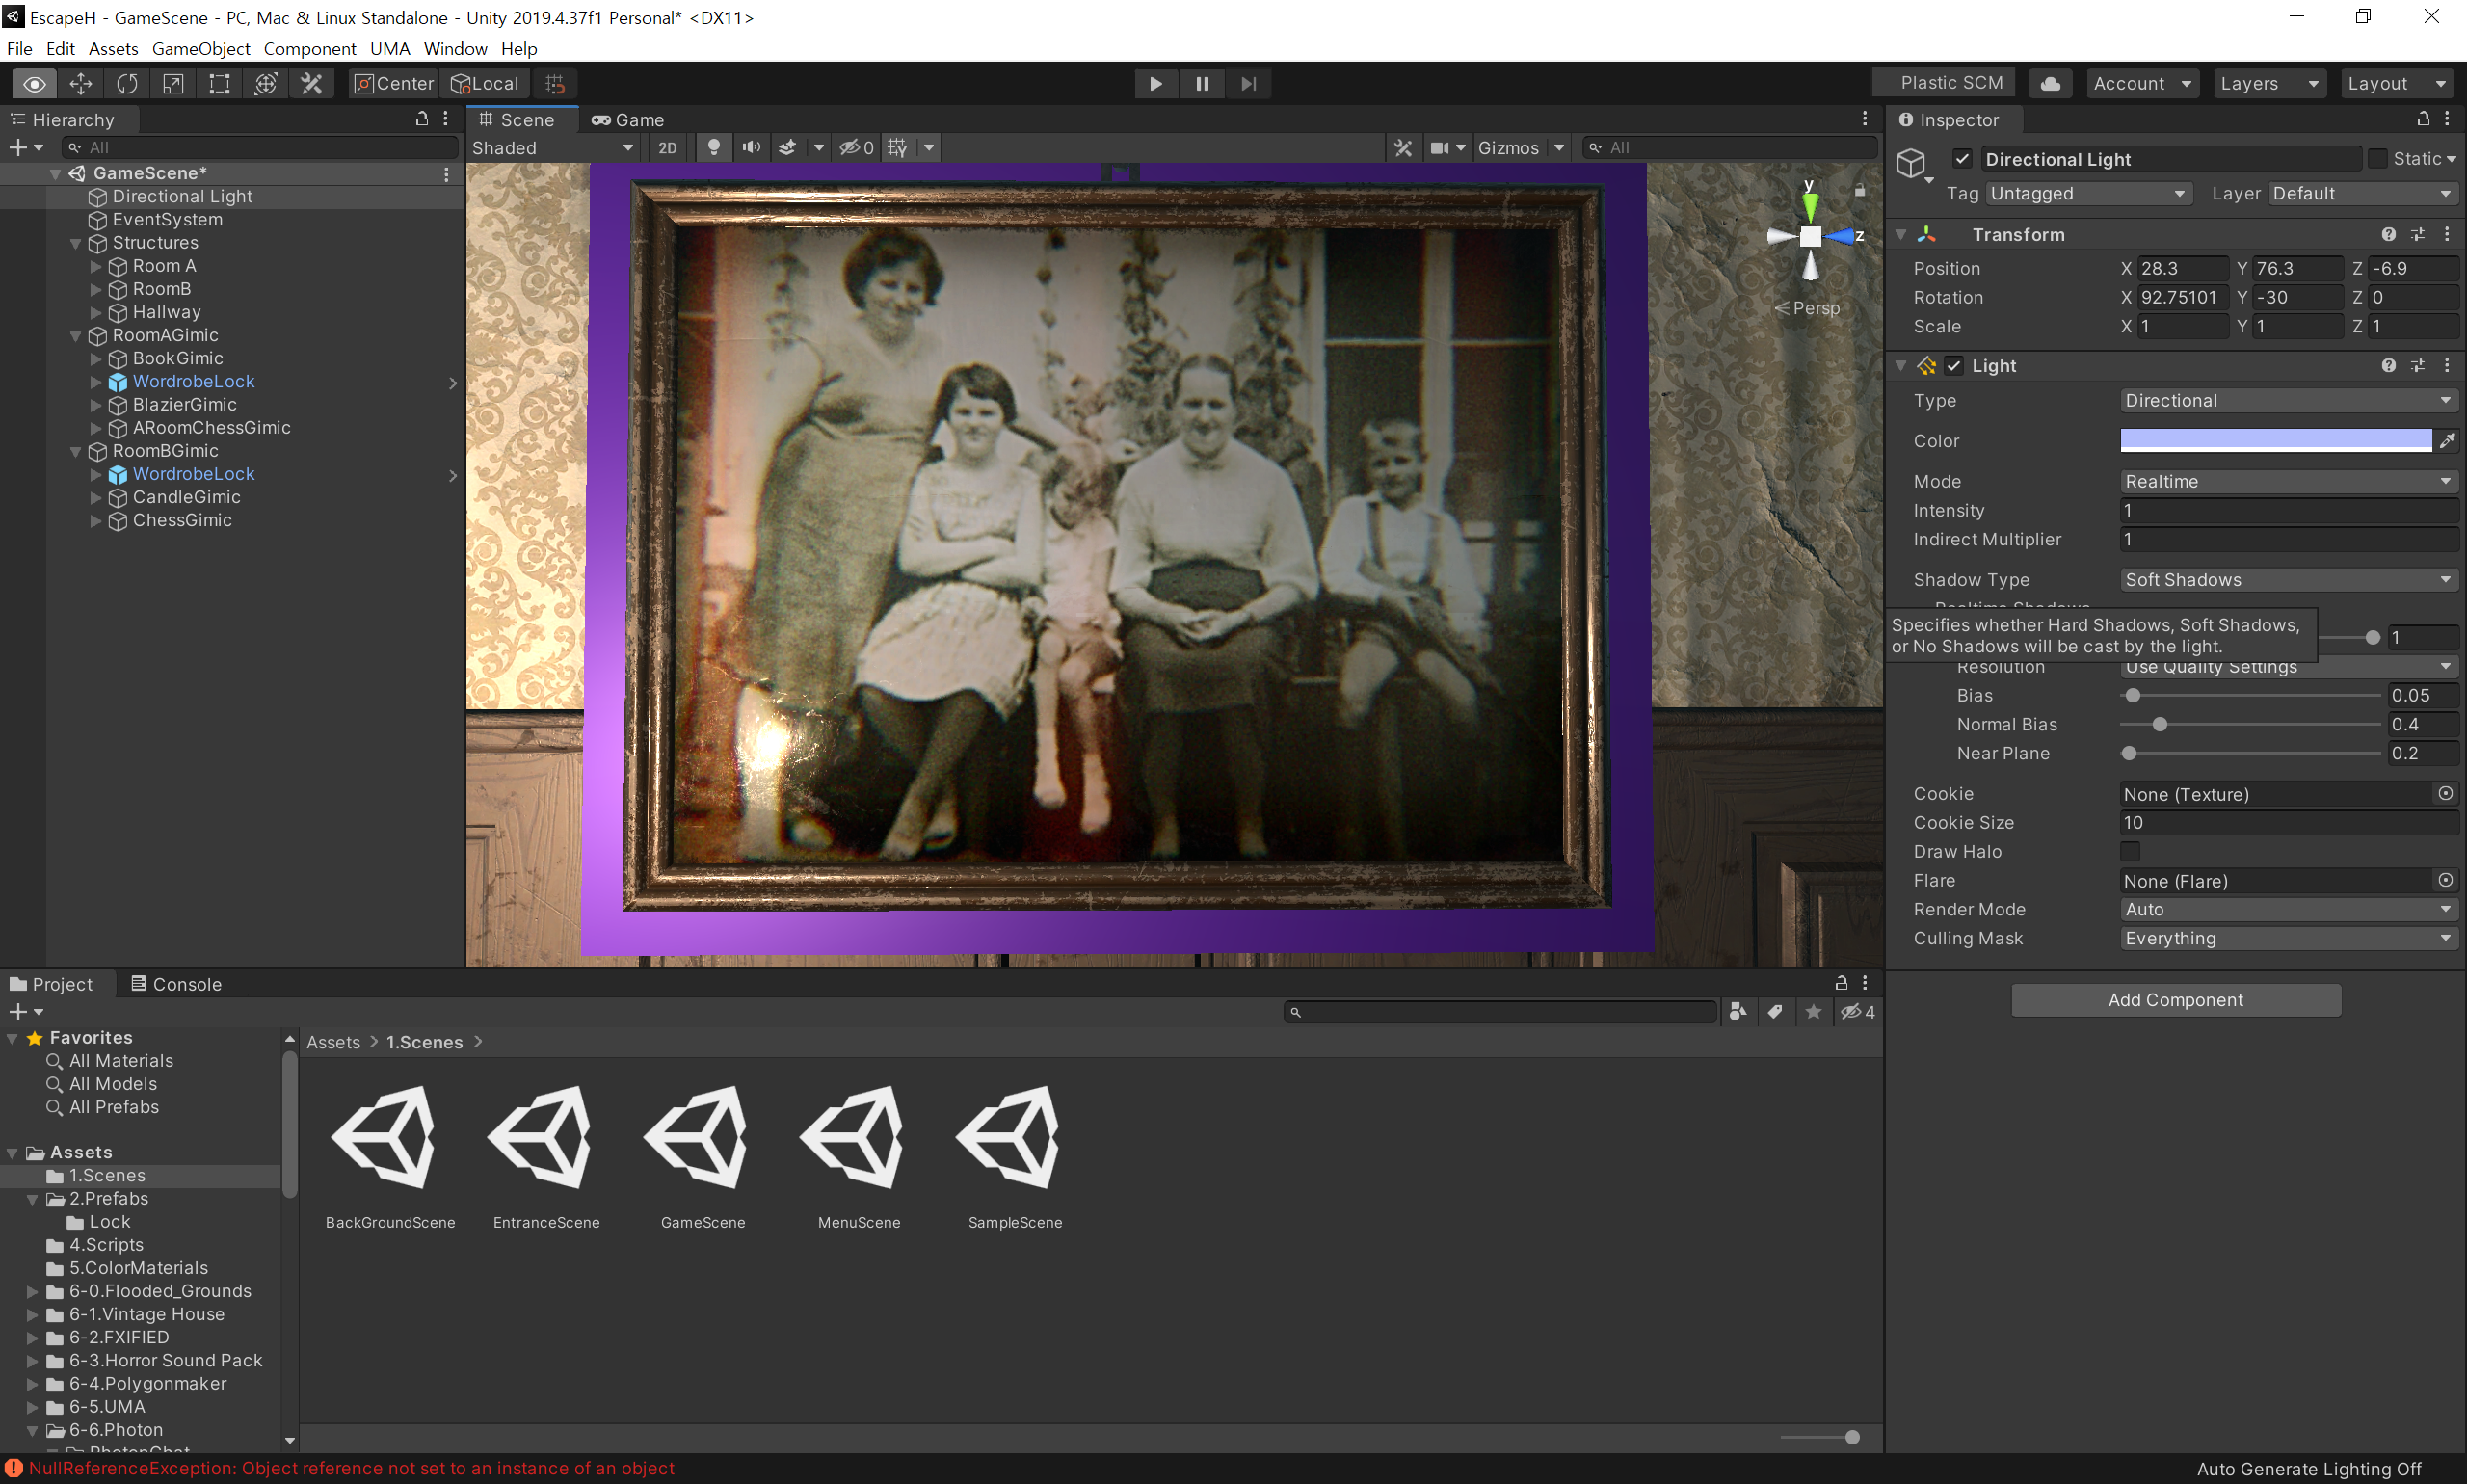 EscapeH - GameScene - PC, Mac & Linux Standalone - Unity 2019.4.37f1 Personal* <DX11>
File Edit Assets GameObject Component UMA Window Help
Center Local Plastic SCM Account Layers Layout
Hierarchy
All
GameScene*
Directional Light
EventSystem
Structures
Room A
RoomB
Hallway
RoomAGimic
BookGimic
WordrobeLock
BlazierGimic
ARoomChessGimic
RoomBGimic
WordrobeLock
CandleGimic
ChessGimic
Scene Game
Shaded 2D 0 Gizmos All
y
z
Persp
Inspector
Directional Light Static
Tag Untagged Layer Default
Transform
Position X 28.3 Y 76.3 Z -6.9
Rotation X 92.75101 Y -30 Z 0
Scale X 1 Y 1 Z 1
Light
Type Directional
Color
Mode Realtime
Intensity 1
Indirect Multiplier 1
Shadow Type Soft Shadows
Realtime Shadows
Specifies whether Hard Shadows, Soft Shadows,
or No Shadows will be cast by the light.
1
Resolution Use Quality Settings
Bias 0.05
Normal Bias 0.4
Near Plane 0.2
Cookie None (Texture)
Cookie Size 10
Draw Halo
Flare None (Flare)
Render Mode Auto
Culling Mask Everything
Add Component
Project Console
4
Favorites
All Materials
All Models
All Prefabs
Assets
1.Scenes
2.Prefabs
Lock
4.Scripts
5.ColorMaterials
6-0.Flooded_Grounds
6-1.Vintage House
6-2.FXIFIED
6-3.Horror Sound Pack
6-4.Polygonmaker
6-5.UMA
6-6.Photon
PhotonChat
Assets > 1.Scenes >
BackGroundScene EntranceScene GameScene MenuScene SampleScene
NullReferenceException: Object reference not set to an instance of an object
Auto Generate Lighting Off